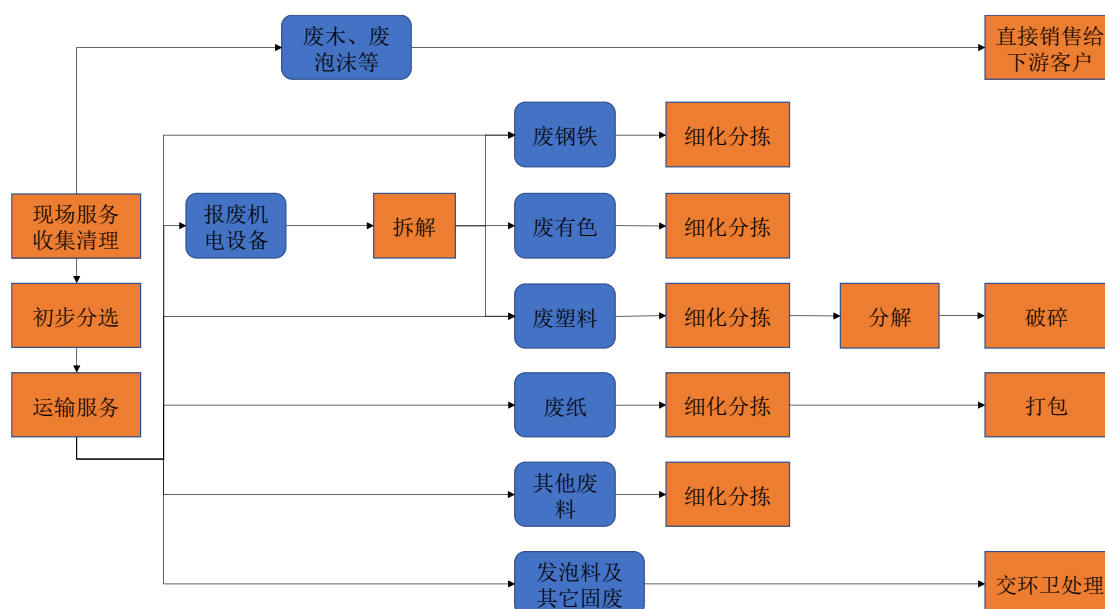 废木、废
泡沫等
直接销售给
下游客户
废钢铁
细化分拣
现场服务
收集清理
报废机
电设备
拆解
废有色
细化分拣
初步分选
废塑料
细化分拣
分解
破碎
运输服务
废纸
细化分拣
打包
其他废
料
细化分拣
发泡料及
其它固废
交环卫处理